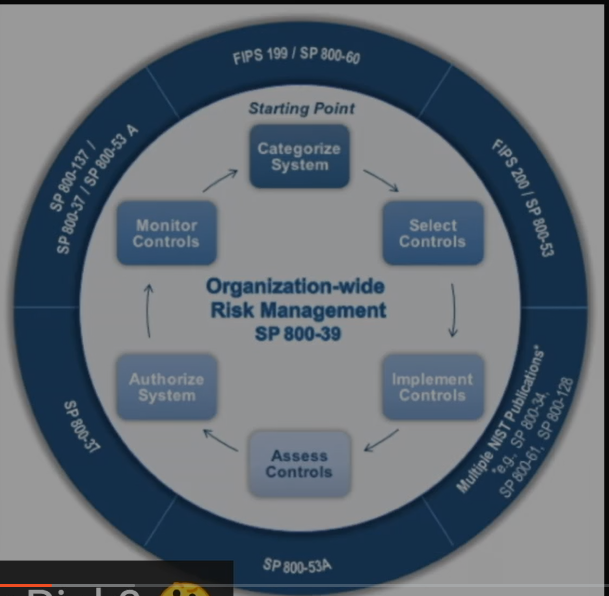 FIPS 199 / SP 800-60
Starting Point
Categorize
System
FIPS 200 / SP 800-53
Select
Controls
Multiple NIST Publications*
*e.g., SP 800-34,
SP 800-61, SP 800-128
Implement
Controls
SP 800-53A
Assess
Controls
SP 800-37
Authorize
System
SP 800-137 /
SP 800-37 / SP 800-53 A
Monitor
Controls
Organization-wide
Risk Management
SP 800-39